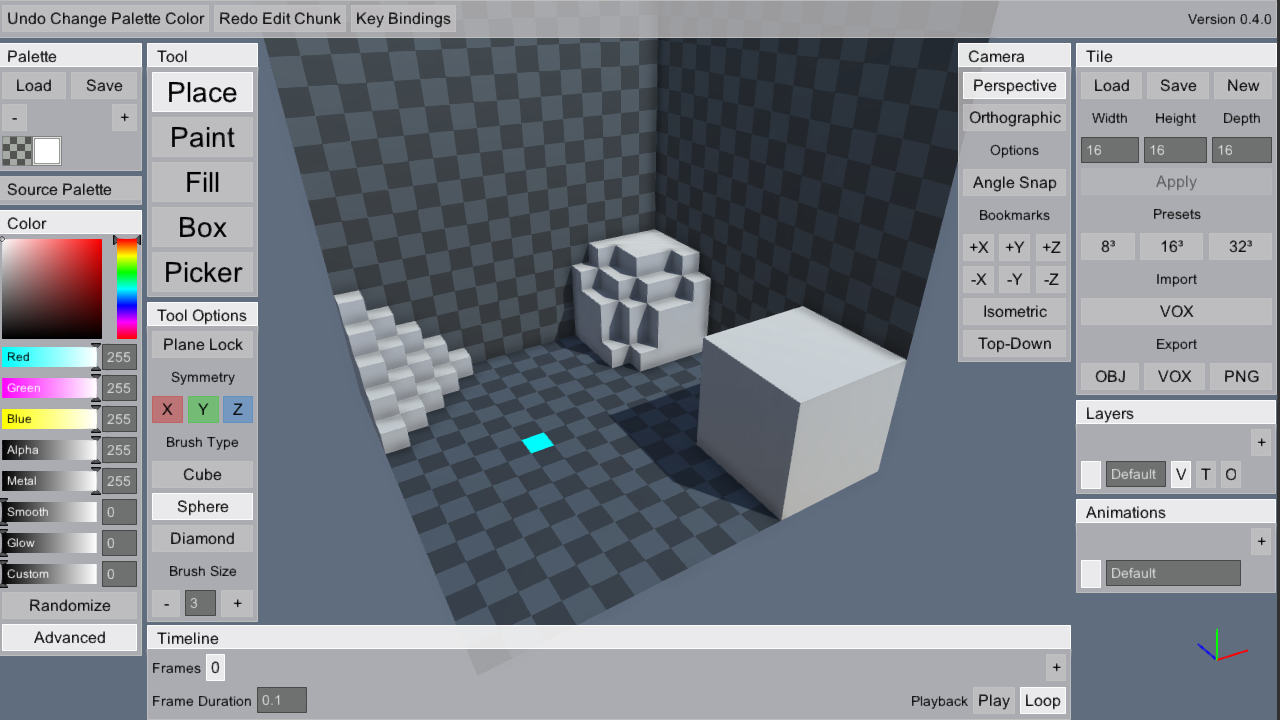 Undo Change Palette Color Redo Edit Chunk Key Bindings Version 0.4.0
Palette
Load Save
- +
Source Palette
Color
Red 255
Green 255
Blue 255
Alpha 255
Metal 255
Smooth 0
Glow 0
Custom 0
Randomize
Advanced
Tool
Place
Paint
Fill
Box
Picker
Tool Options
Plane Lock
Symmetry
X Y Z
Brush Type
Cube
Sphere
Diamond
Brush Size
- 3 +
Timeline
Frames 0 +
Frame Duration 0.1 Playback Play Loop
Camera
Perspective
Orthographic
Options
Angle Snap
Bookmarks
+X +Y +Z
-X -Y -Z
Isometric
Top-Down
Tile
Load Save New
Width Height Depth
16 16 16
Apply
Presets
8³ 16³ 32³
Import
VOX
Export
OBJ VOX PNG
Layers
+
Default V T O
Animations
+
Default